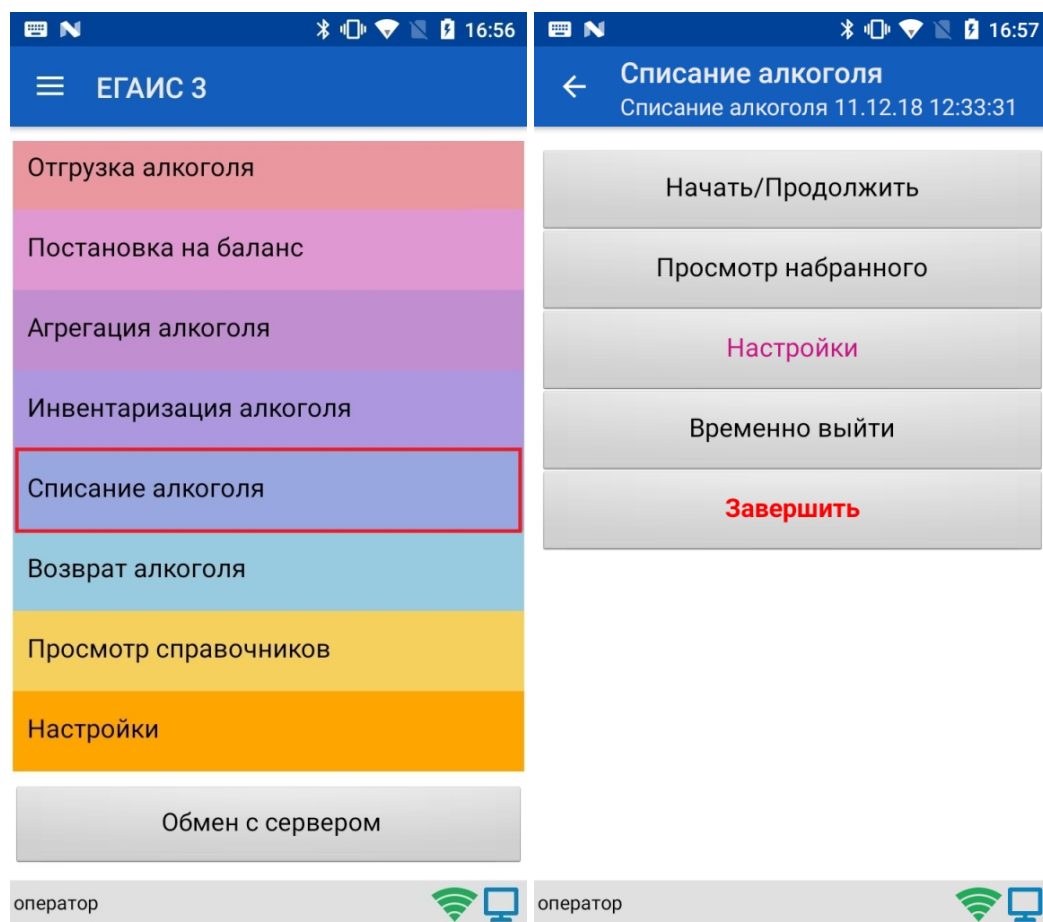 16:56
ЕГАИС 3
Отгрузка алкоголя
Постановка на баланс
Агрегация алкоголя
Инвентаризация алкоголя
Списание алкоголя
Возврат алкоголя
Просмотр справочников
Настройки
Обмен с сервером
оператор
16:57
Списание алкоголя
Списание алкоголя 11.12.18 12:33:31
Начать/Продолжить
Просмотр набранного
Настройки
Временно выйти
Завершить
оператор